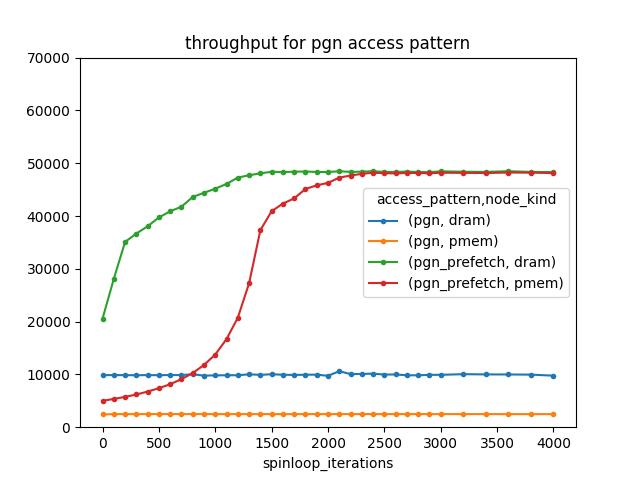 throughput for pgn access pattern
70000
60000
50000
40000
30000
20000
10000
0
access_pattern,node_kind
(pgn, dram)
(pgn, pmem)
(pgn_prefetch, dram)
(pgn_prefetch, pmem)
0 500 1000 1500 2000 2500 3000 3500 4000
spinloop_iterations